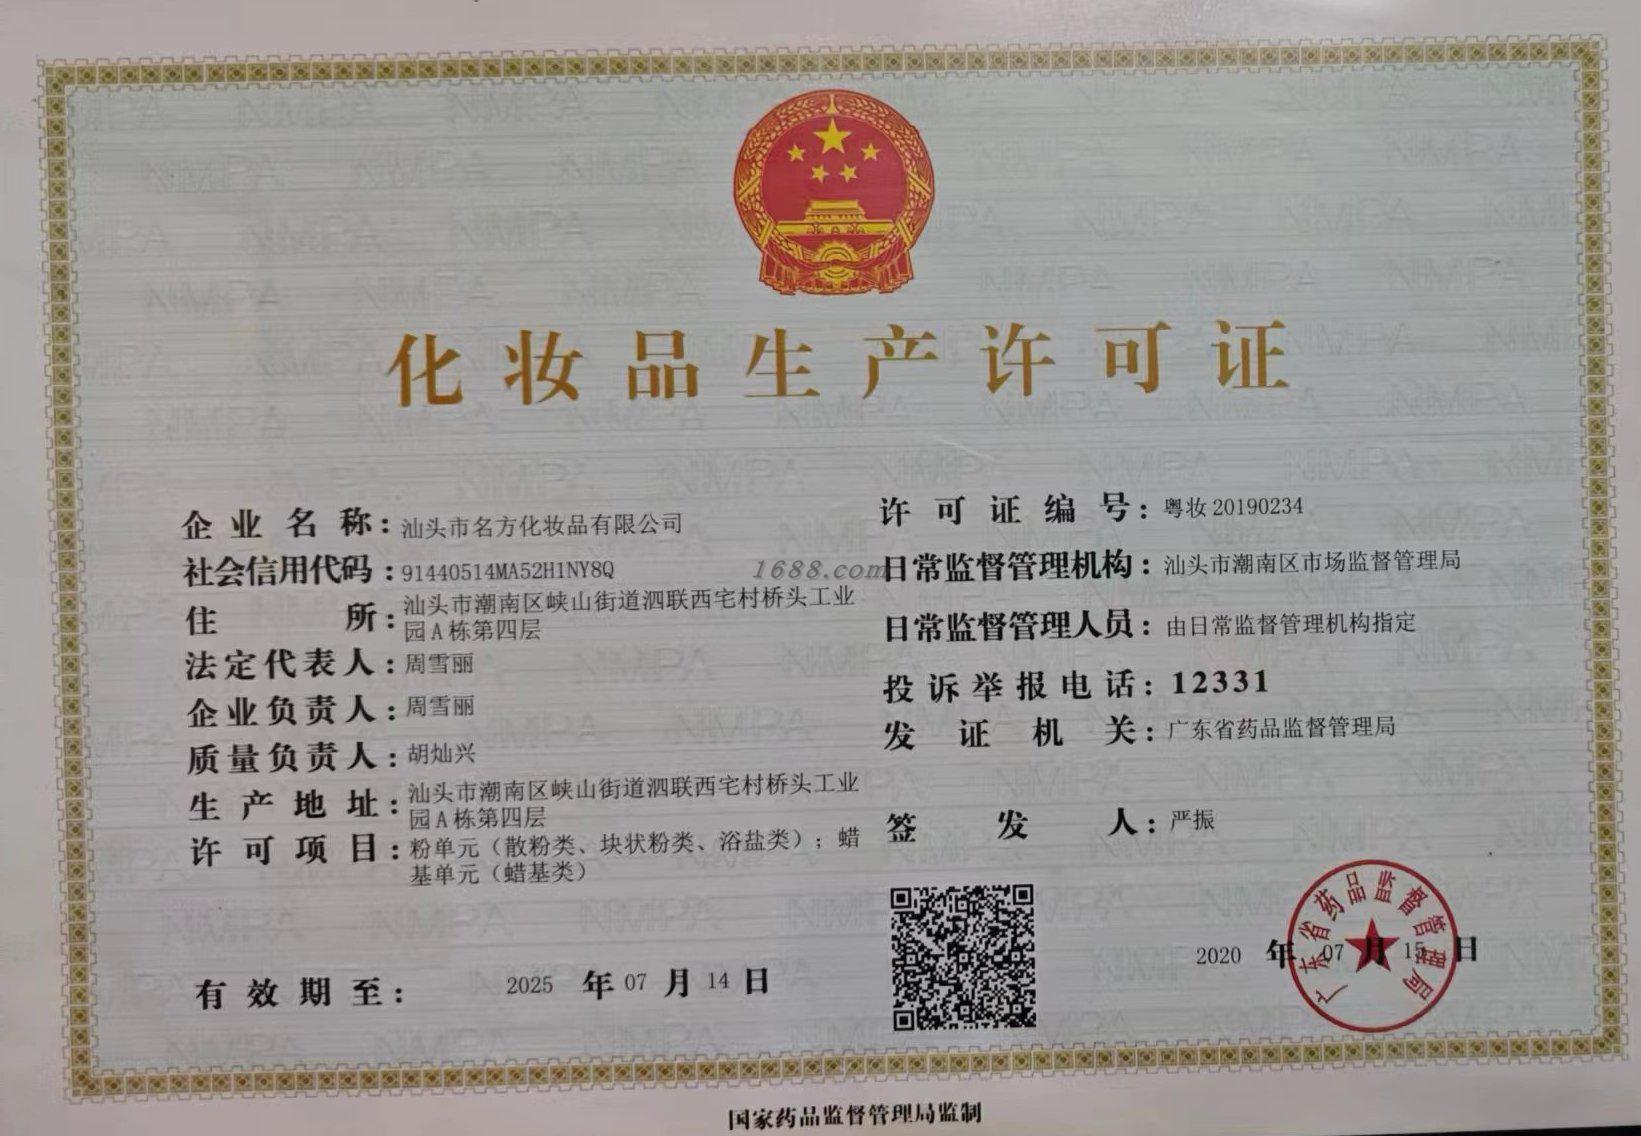 化妆品生产许可证
企业名称：汕头市名方化妆品有限公司
社会信用代码：91440514MA52H1NY8Q
住所：汕头市潮南区峡山街道泗联西宅村桥头工业
园A栋第四层
法定代表人：周雪丽
企业负责人：周雪丽
质量负责人：胡灿兴
生产地址：汕头市潮南区峡山街道泗联西宅村桥头工业
园A栋第四层
许可项目：粉单元（散粉类、块状粉类、浴盐类）；蜡
基单元（蜡基类）
有效期至：2025年07月14日
许可证编号：粤妆20190234
日常监督管理机构：汕头市潮南区市场监督管理局
日常监督管理人员：由日常监督管理机构指定
投诉举报电话：12331
发证机关：广东省药品监督管理局
签发人：严振
2020年07月15日
广东省药品监督管理局
国家药品监督管理局监制
1688.com